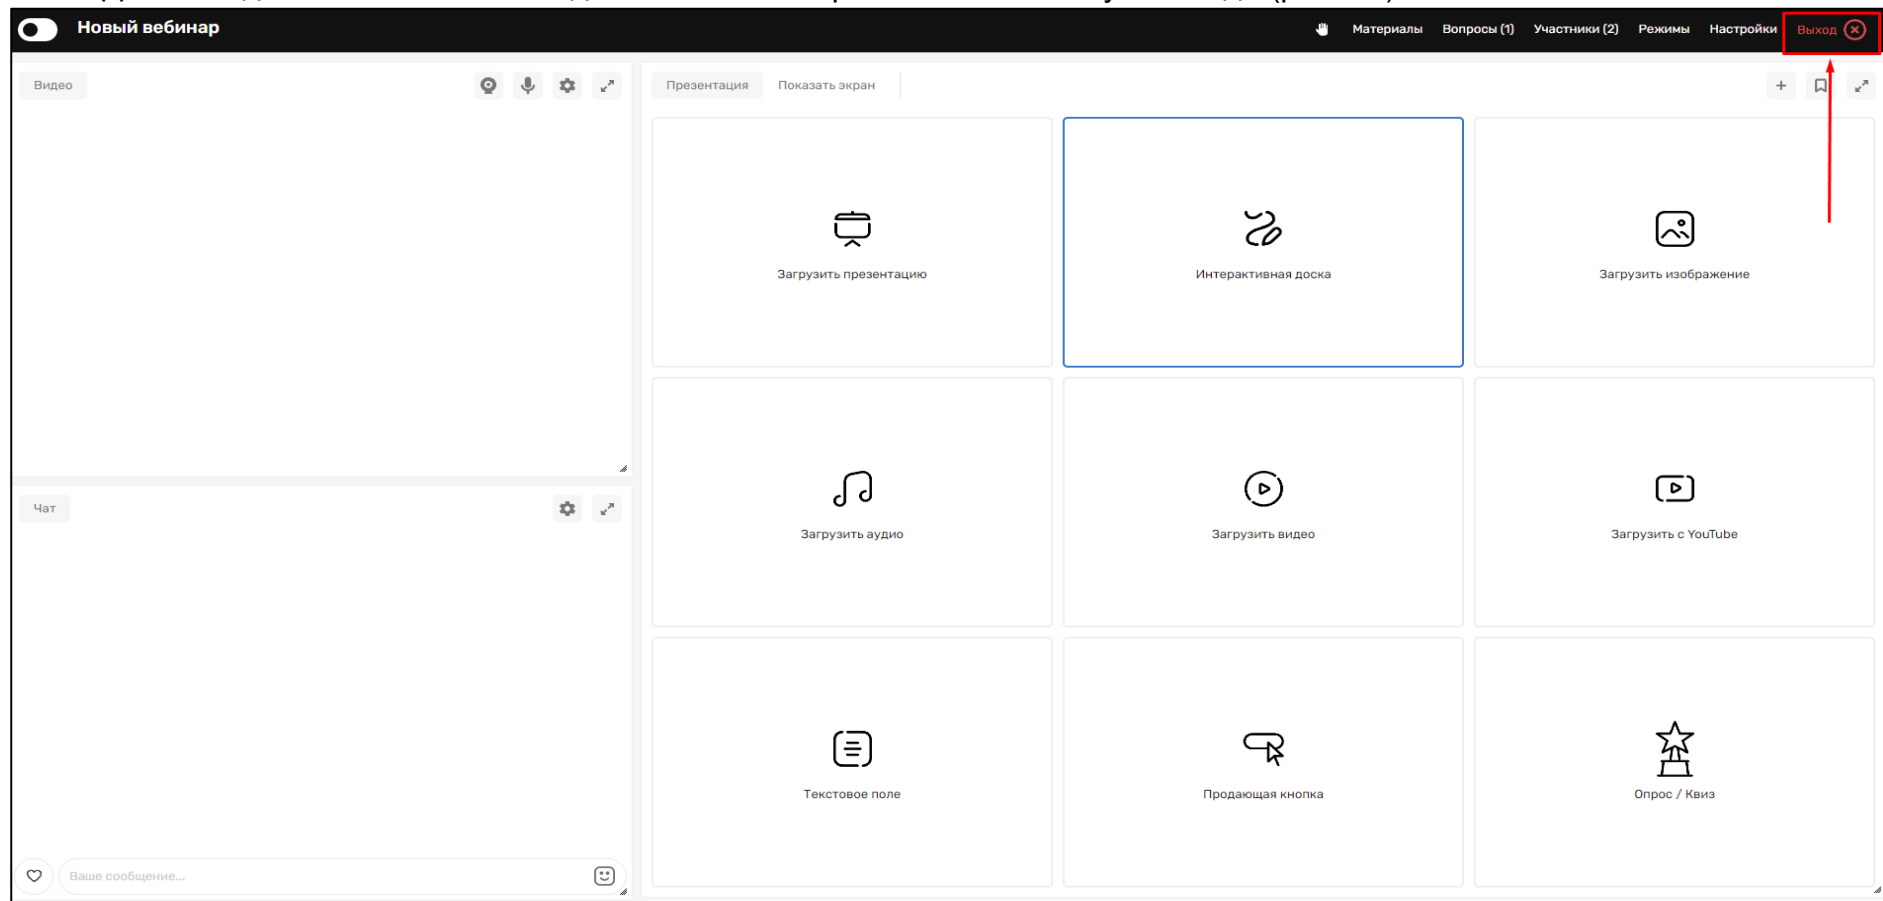 Новый вебинар
Материалы Вопросы (1) Участники (2) Режимы Настройки Выход
Видео
Презентация Показать экран
Загрузить презентацию Интерактивная доска Загрузить изображение
Чат
Загрузить аудио Загрузить видео Загрузить с YouTube
Текстовое поле Продающая кнопка Опрос / Квиз
Ваше сообщение...